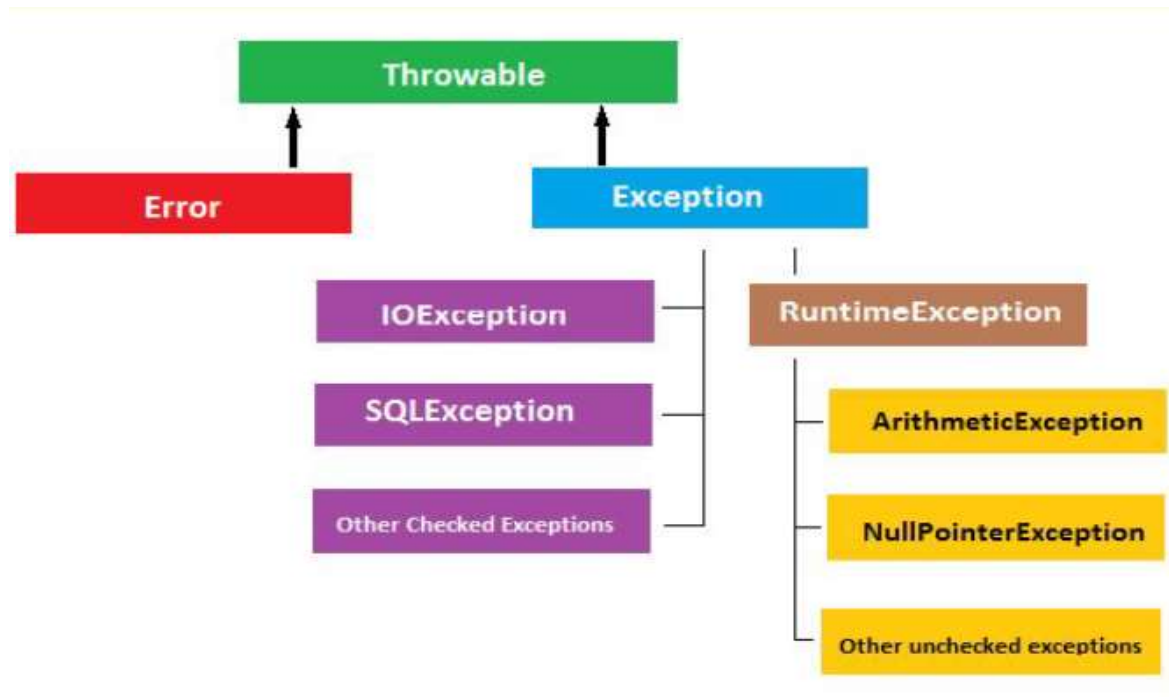 Throwable
Error
Exception
IOException
RuntimeException
SQLException
ArithmeticException
Other Checked Exceptions
NullPointerException
Other unchecked exceptions